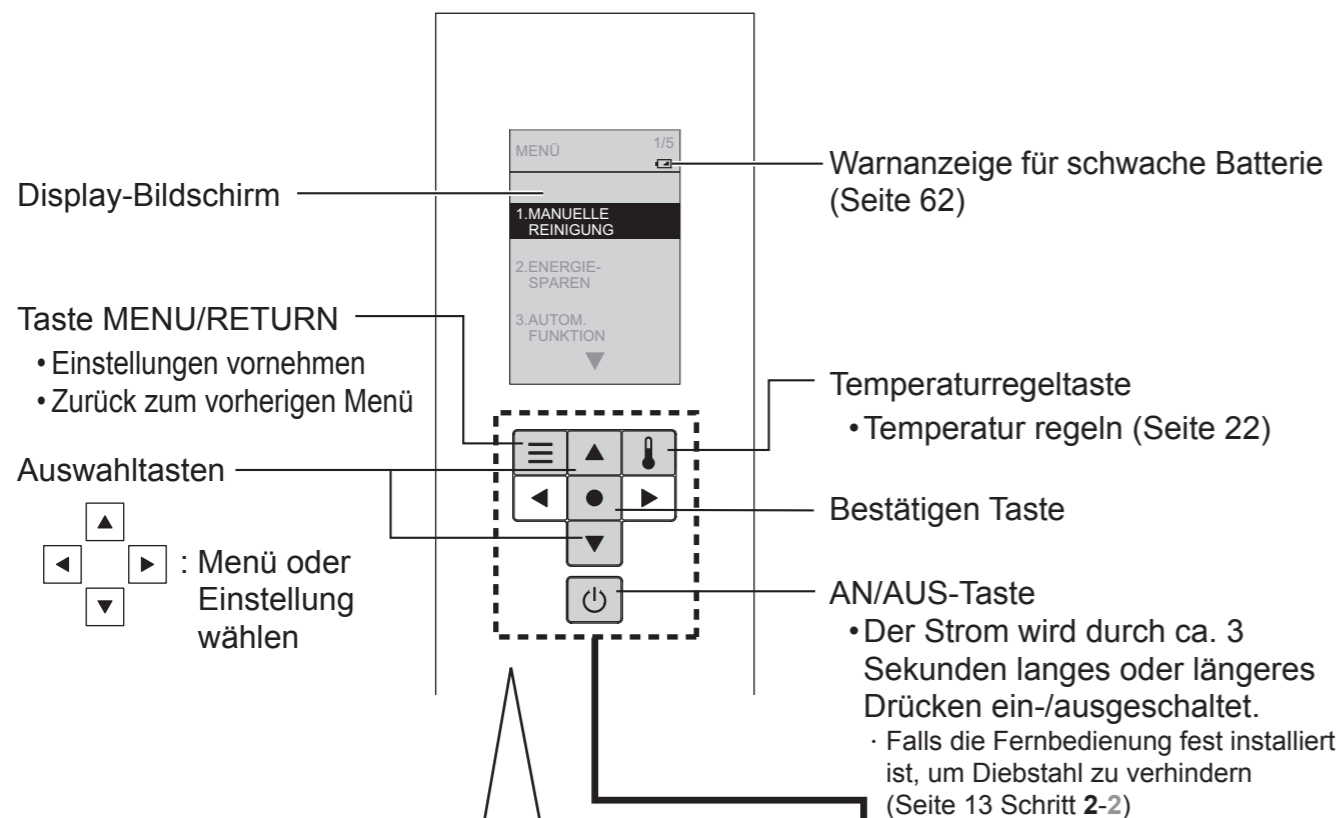 MENÜ 1/5
1.MANUELLE
REINIGUNG
2.ENERGIE-
SPAREN
3.AUTOM.
FUNKTION
Display-Bildschirm
Taste MENU/RETURN
• Einstellungen vornehmen
• Zurück zum vorherigen Menü
Auswahltasten
: Menü oder
Einstellung
wählen
Warnanzeige für schwache Batterie
(Seite 62)
Temperaturregeltaste
• Temperatur regeln (Seite 22)
Bestätigen Taste
AN/AUS-Taste
• Der Strom wird durch ca. 3
Sekunden langes oder längeres
Drücken ein-/ausgeschaltet.
· Falls die Fernbedienung fest installiert
ist, um Diebstahl zu verhindern
(Seite 13 Schritt 2-2)